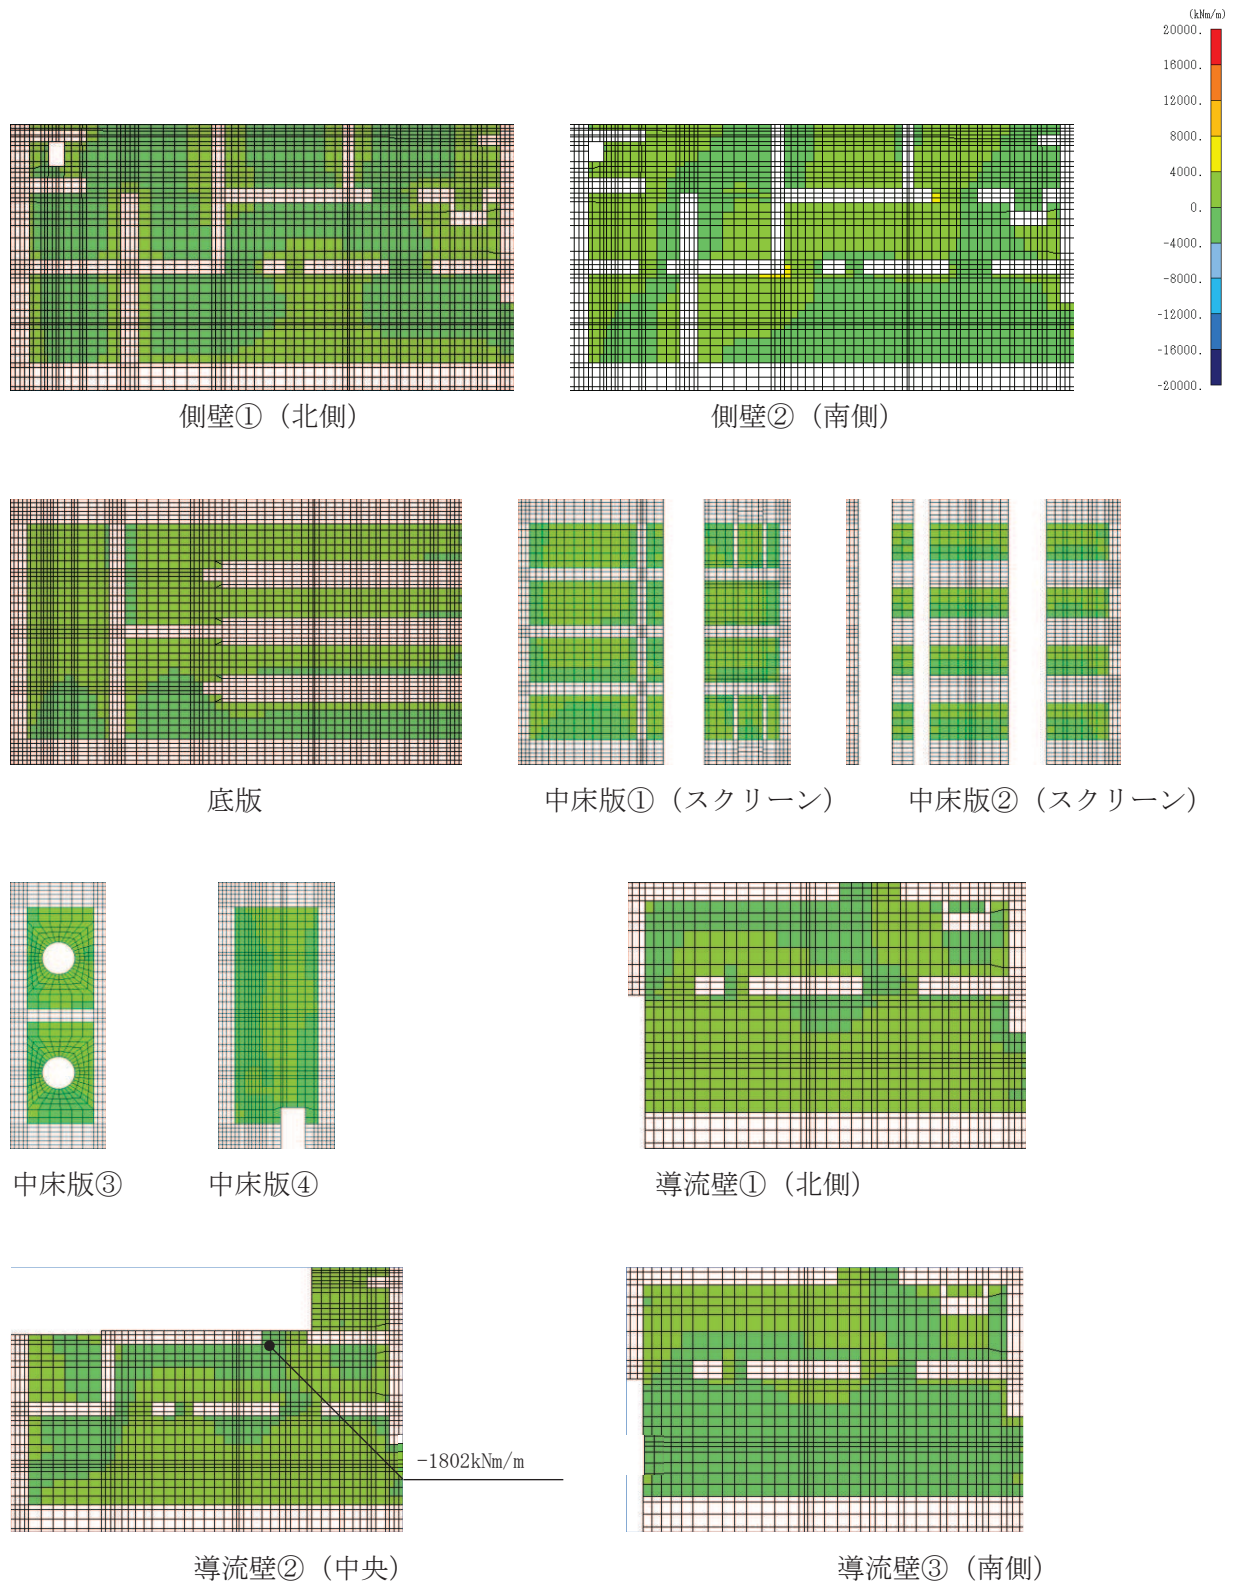 (kNm/m)
20000.
16000.
12000.
8000.
4000.
0.
-4000.
-8000.
-12000.
-16000.
-20000.
側壁①（北側）
側壁②（南側）
底版
中床版①（スクリーン）
中床版②（スクリーン）
中床版③
中床版④
導流壁①（北側）
-1802kNm/m
導流壁②（中央）
導流壁③（南側）